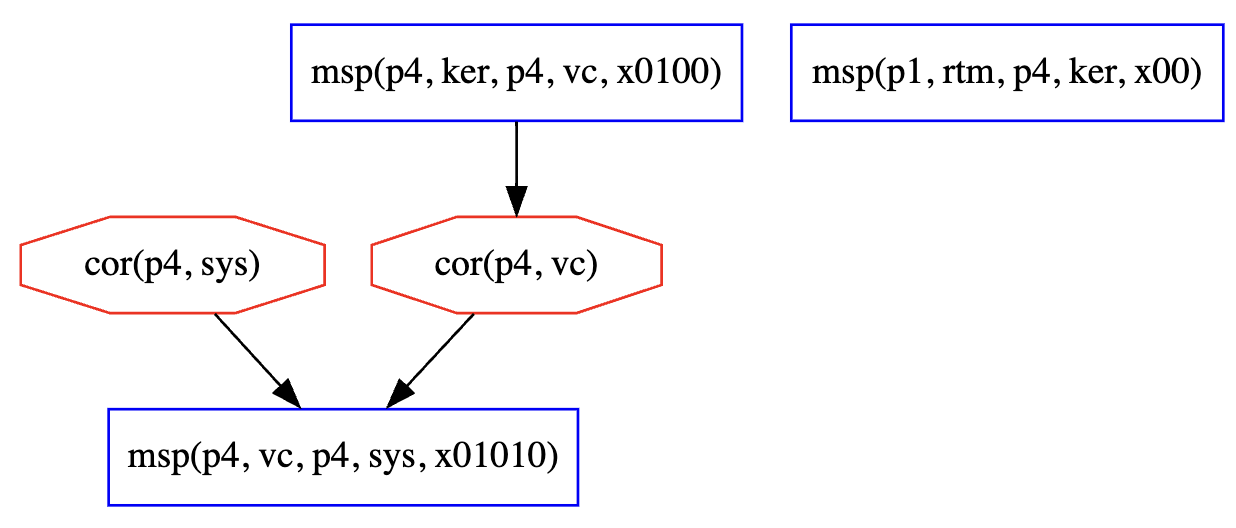 msp(p4, ker, p4, vc, x0100)
msp(p1, rtm, p4, ker, x00)
cor(p4, sys)
cor(p4, vc)
msp(p4, vc, p4, sys, x01010)